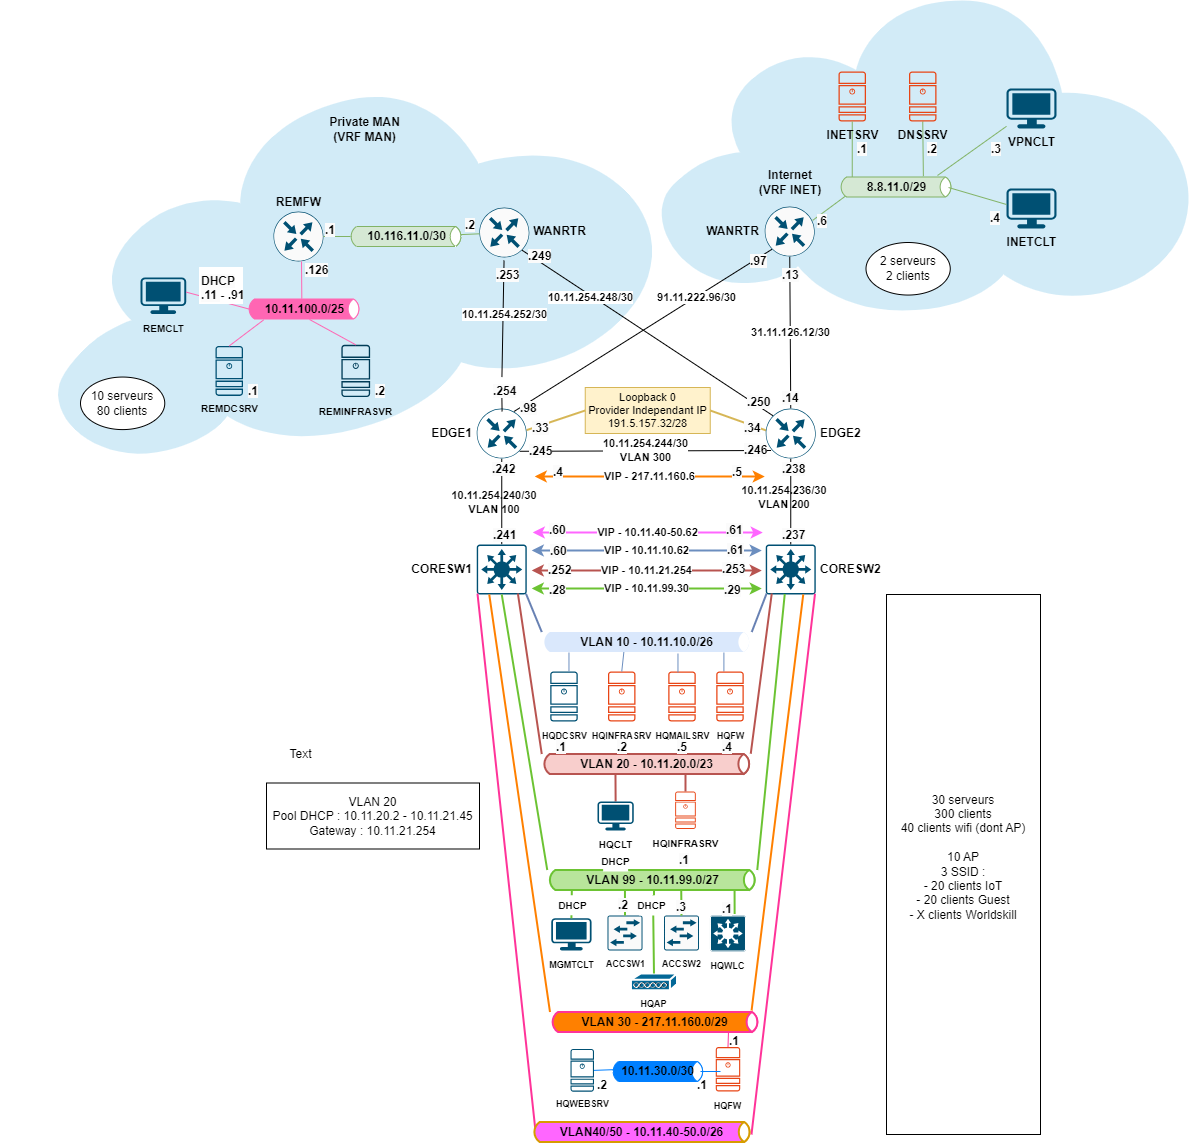 Private MAN
(VRF MAN)
REMFW
.1
10.116.11.0/30
.2
WANRTR
.126
.253
.249
DHCP
.11 - .91
10.11.100.0/25
REMCLT
REMDCSRV
.1
REMINFRASVR
.2
10 serveurs
80 clients
INETSRV
.1
DNSSRV
.2
VPNCLT
.3
8.8.11.0/29
Internet
(VRF INET)
WANRTR
.6
.4
INETCLT
2 serveurs
2 clients
.97
.13
10.11.254.248/30
91.11.222.96/30
10.11.254.252/30
31.11.126.12/30
.254
.98
.250
.14
Loopback 0
Provider Independant IP
191.5.157.32/28
EDGE1
.33
.34
EDGE2
.245
10.11.254.244/30
VLAN 300
.246
.242
.4
VIP - 217.11.160.6
.5
.238
10.11.254.240/30
VLAN 100
10.11.254.236/30
VLAN 200
.241
.60
VIP - 10.11.40-50.62
.61
.237
.60
VIP - 10.11.10.62
.61
CORESW1
.252
VIP - 10.11.21.254
.253
CORESW2
.28
VIP - 10.11.99.30
.29
VLAN 10 - 10.11.10.0/26
HQDCSRV
HQINFRASRV
HQMAILSRV
HQFW
.1
.2
.5
.4
VLAN 20 - 10.11.20.0/23
Text
VLAN 20
Pool DHCP : 10.11.20.2 - 10.11.21.45
Gateway : 10.11.21.254
HQCLT
HQINFRASRV
DHCP
.1
VLAN 99 - 10.11.99.0/27
DHCP
.2
DHCP
.3
.1
MGMTCLT
ACCSW1
ACCSW2
HQWLC
HQAP
VLAN 30 - 217.11.160.0/29
.1
10.11.30.0/30
.2
.1
HQWEBSRV
HQFW
VLAN40/50 - 10.11.40-50.0/26
30 serveurs
300 clients
40 clients wifi (dont AP)
10 AP
3 SSID :
- 20 clients IoT
- 20 clients Guest
- X clients Worldskill